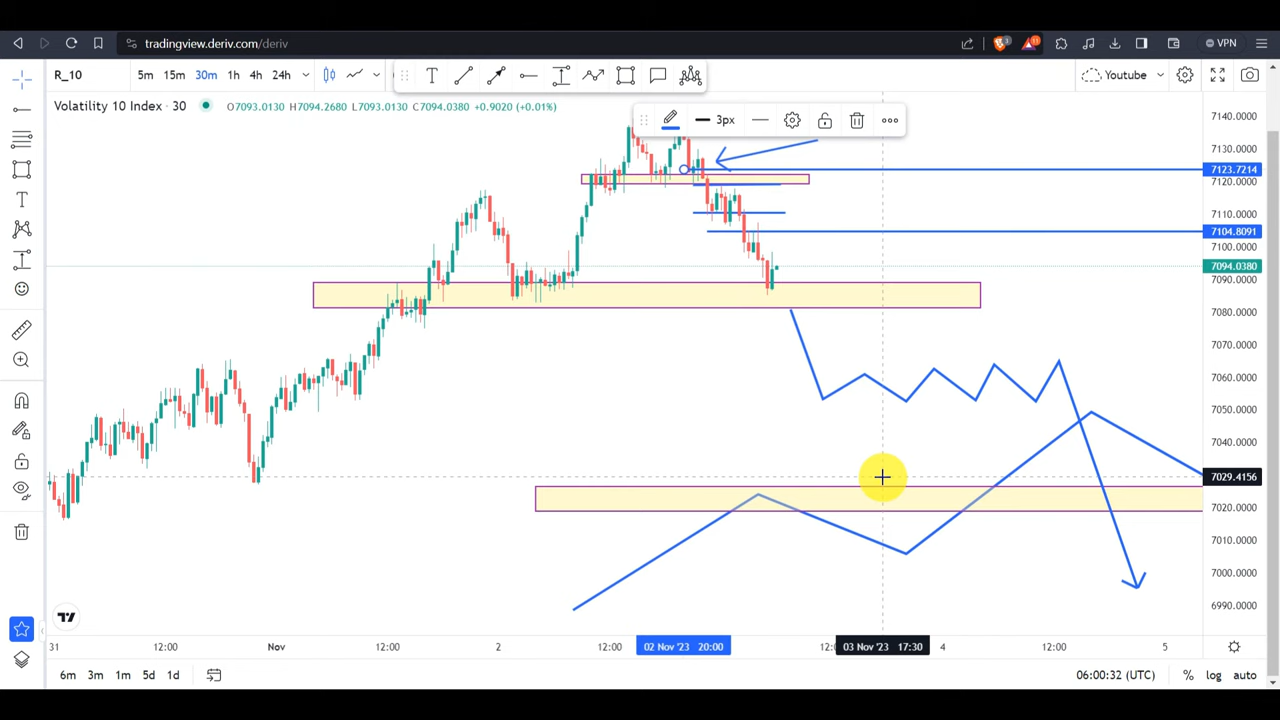 tradingview.deriv.com/deriv
3
11
VPN
R_10
5m 15m 30m 1h 4h 24h
Youtube
Volatility 10 Index · 30
O7093.0130 H7094.2680 L7093.0130 C7094.0380 +0.9020 (+0.01%)
3px
7140.0000
7130.0000
7123.7214
7120.0000
7110.0000
7104.8091
7100.0000
7094.0380
7090.0000
7080.0000
7070.0000
7060.0000
7050.0000
7040.0000
7029.4156
7020.0000
7010.0000
7000.0000
6990.0000
31 12:00 Nov 12:00 2 12:00 02 Nov '23 20:00 12:0 03 Nov '23 17:30 4 12:00 5
6m 3m 1m 5d 1d
06:00:32 (UTC) % log auto